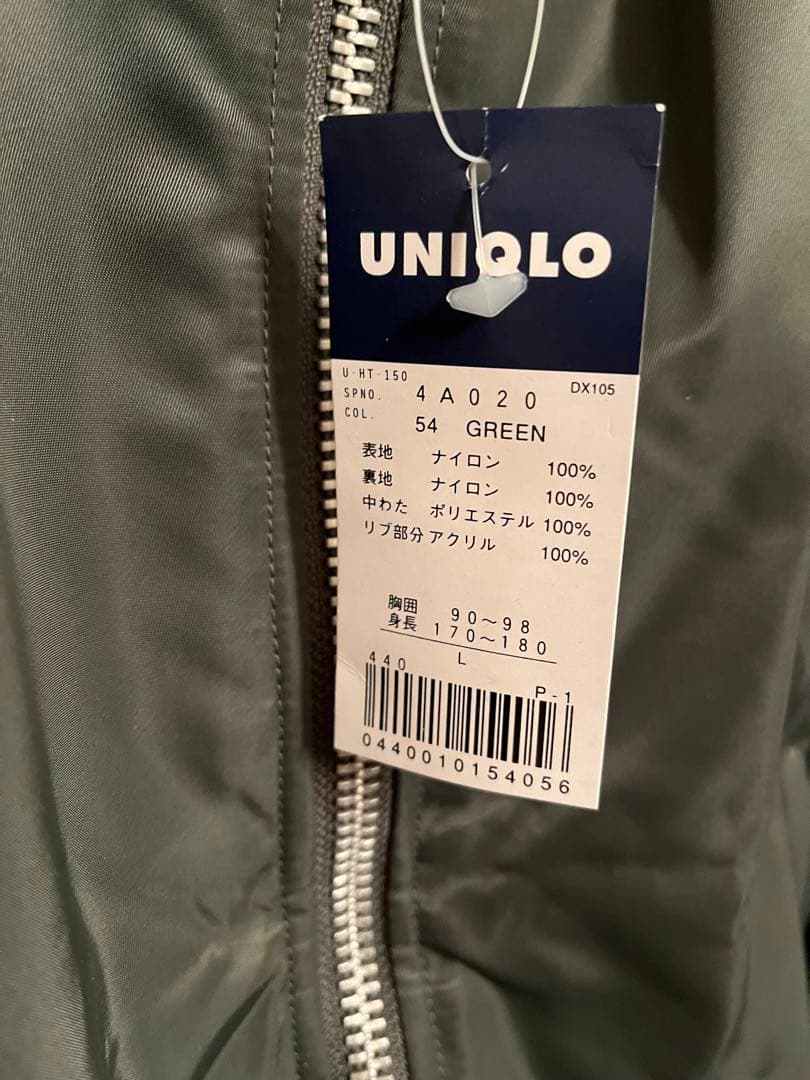 UNIQLO
U-HT-150
DX105
SPNO. 4A020
COL. 54 GREEN
表地 ナイロン 100%
裏地 ナイロン 100%
中わた ポリエステル 100%
リブ部分 アクリル 100%
胸囲 90～98
身長 170～180
L
440
P-1
0440010154056